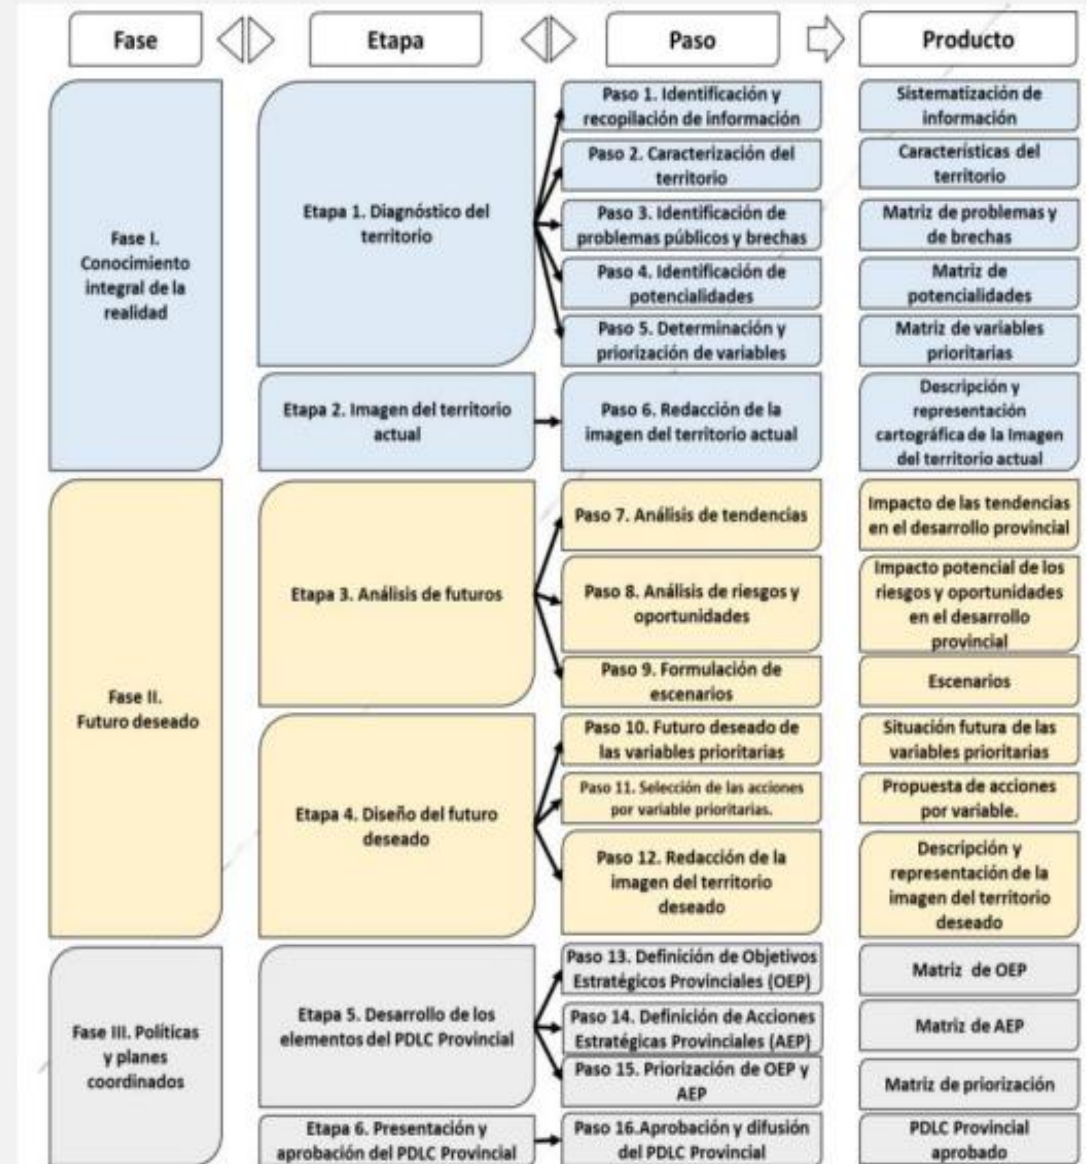 Fase
Etapa
Paso
Producto
Fase I.
Conocimiento
integral de la
realidad
Etapa 1. Diagnóstico del
territorio
Paso 1. Identificación y
recopilación de información
Sistematización de
información
Paso 2. Caracterización del
territorio
Características del
territorio
Paso 3. Identificación de
problemas públicos y brechas
Matriz de problemas y
de brechas
Paso 4. Identificación de
potencialidades
Matriz de
potencialidades
Paso 5. Determinación y
priorización de variables
Matriz de variables
prioritarias
Etapa 2. Imagen del territorio
actual
Paso 6. Redacción de la
imagen del territorio actual
Descripción y
representación
cartográfica de la Imagen
del territorio actual
Fase II.
Futuro deseado
Etapa 3. Análisis de futuros
Paso 7. Análisis de tendencias
Impacto de las tendencias
en el desarrollo provincial
Paso 8. Análisis de riesgos y
oportunidades
Impacto potencial de los
riesgos y oportunidades
en el desarrollo
provincial
Paso 9. Formulación de
escenarios
Escenarios
Etapa 4. Diseño del futuro
deseado
Paso 10. Futuro deseado de
las variables prioritarias
Situación futura de las
variables prioritarias
Paso 11. Selección de las acciones
por variable prioritarias.
Propuesta de acciones
por variable.
Paso 12. Redacción de la
imagen del territorio
deseado
Descripción y
representación de la
imagen del territorio
deseado
Fase III. Políticas
y planes
coordinados
Etapa 5. Desarrollo de los
elementos del PDLC Provincial
Paso 13. Definición de Objetivos
Estratégicos Provinciales (OEP)
Matriz de OEP
Paso 14. Definición de Acciones
Estratégicas Provinciales (AEP)
Matriz de AEP
Paso 15. Priorización de OEP y
AEP
Matriz de priorización
Etapa 6. Presentación y
aprobación del PDLC Provincial
Paso 16.Aprobación y difusión
del PDLC Provincial
PDLC Provincial
aprobado